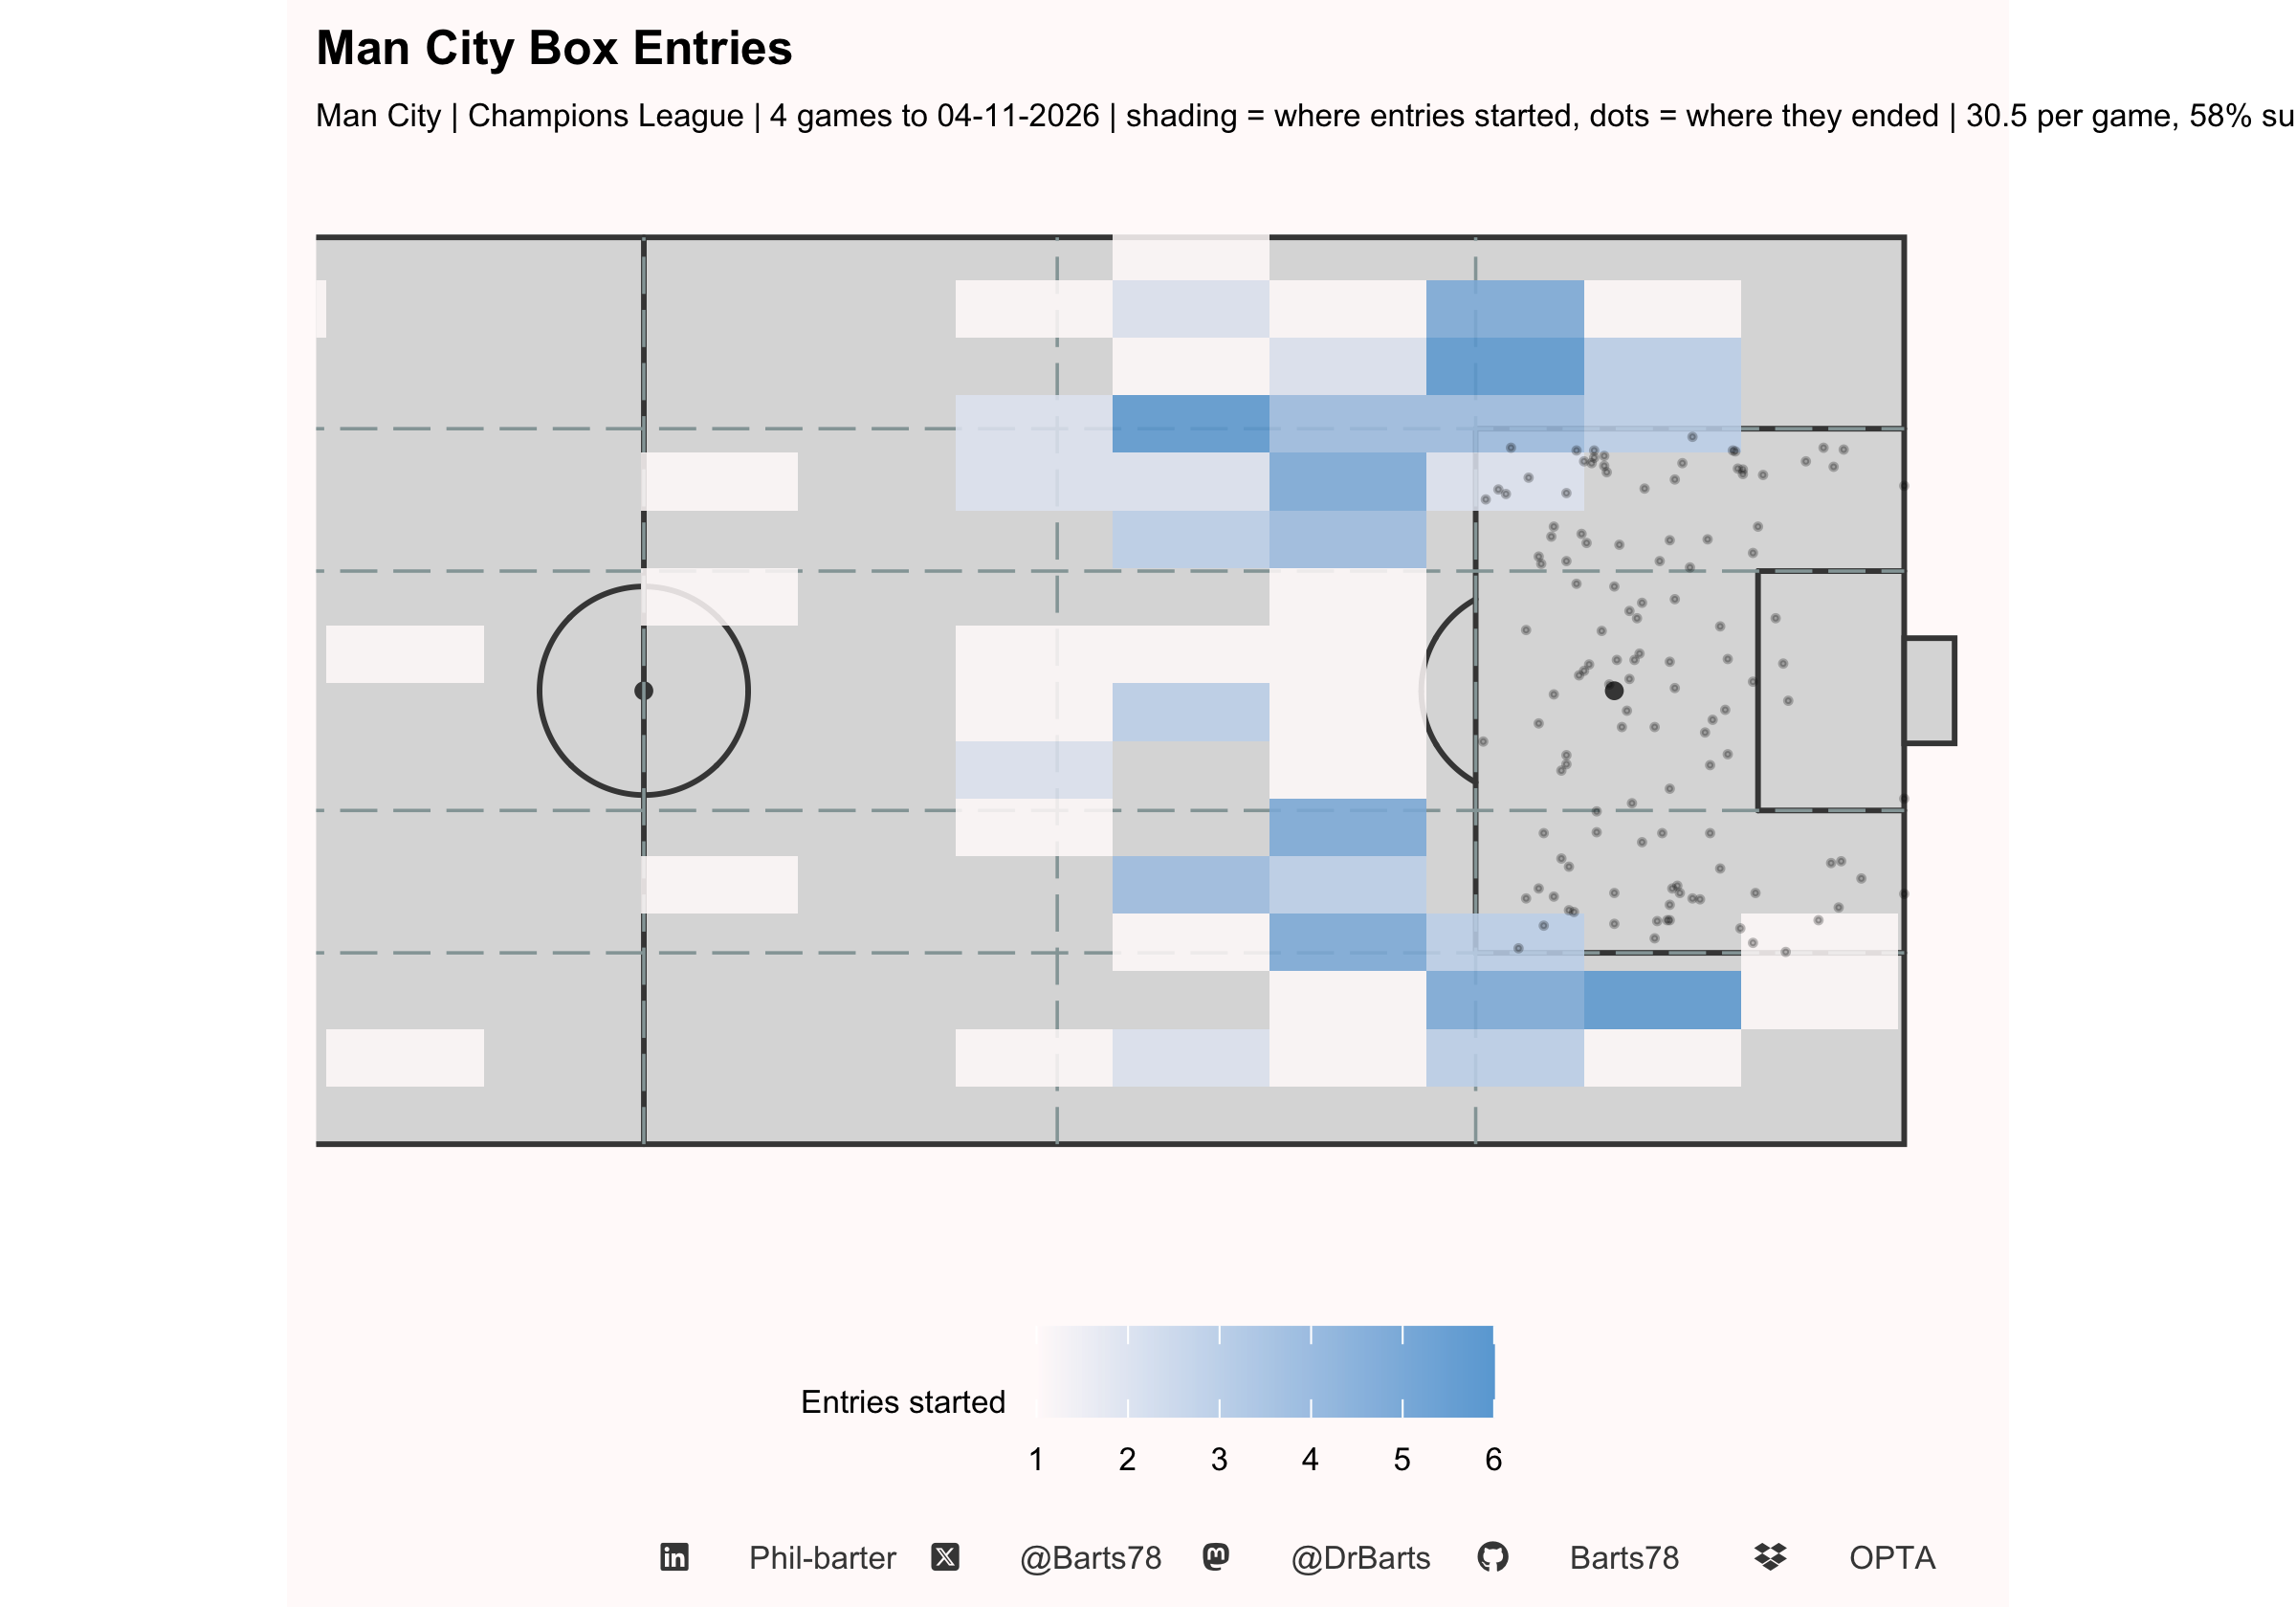 Man City Box Entries
Man City | Champions League | 4 games to 04-11-2026 | shading = where entries started, dots = where they ended | 30.5 per game, 58% su
Entries started
1 2 3 4 5 6
Phil-barter @Barts78 @DrBarts Barts78 OPTA